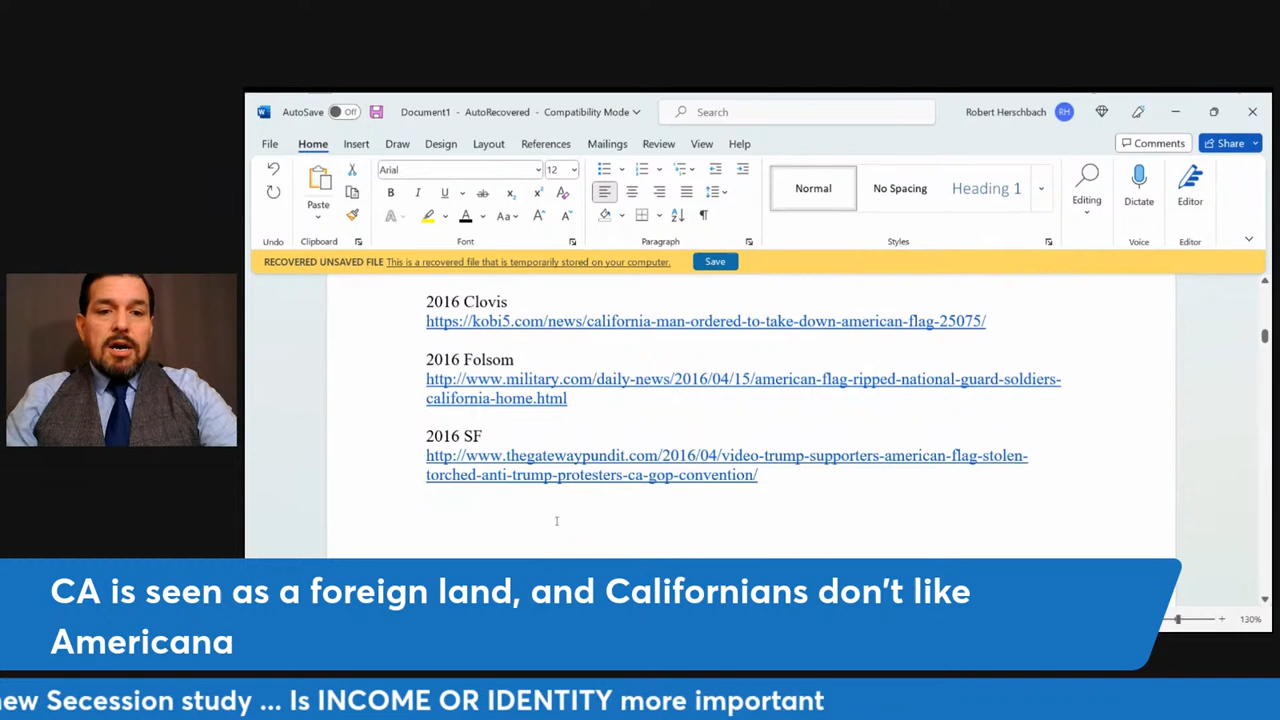 AutoSave Off Document1 - AutoRecovered - Compatibility Mode Search Robert Herschbach RH
File Home Insert Draw Design Layout References Mailings Review View Help Comments Share
Paste
Arial 12
B I U ab x₂ x² A
A A Aa A A
Normal No Spacing Heading 1
Editing Dictate Editor
Undo Clipboard Font Paragraph Styles Voice Editor
RECOVERED UNSAVED FILE This is a recovered file that is temporarily stored on your computer. Save
2016 Clovis
https://kobi5.com/news/california-man-ordered-to-take-down-american-flag-25075/
2016 Folsom
http://www.military.com/daily-news/2016/04/15/american-flag-ripped-national-guard-soldiers-
california-home.html
2016 SF
http://www.thegatewaypundit.com/2016/04/video-trump-supporters-american-flag-stolen-
torched-anti-trump-protesters-ca-gop-convention/
130%
CA is seen as a foreign land, and Californians don't like
Americana
new Secession study ... Is INCOME OR IDENTITY more important